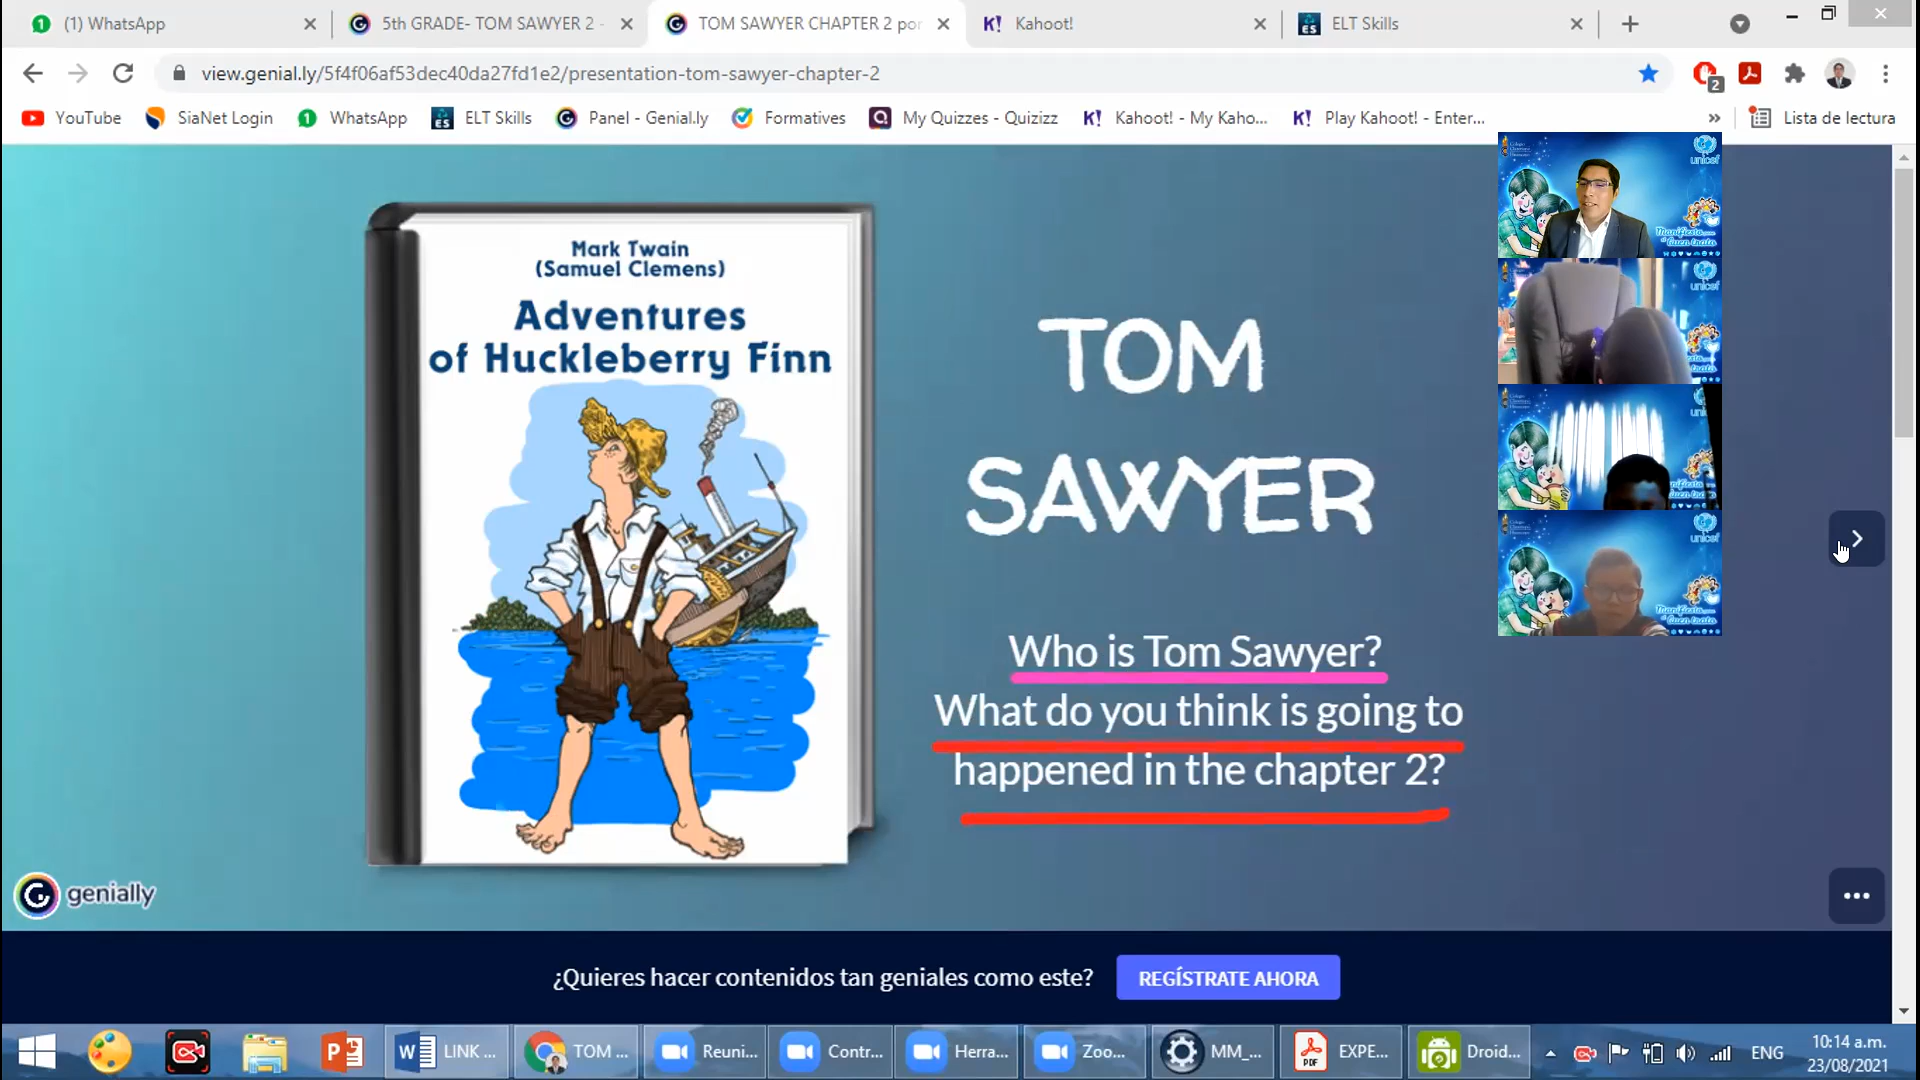 (1) WhatsApp
5th GRADE- TOM SAWYER 2 -
TOM SAWYER CHAPTER 2 por
Kahoot!
ELT Skills
view.genial.ly/5f4f06af53dec40da27fd1e2/presentation-tom-sawyer-chapter-2
2
YouTube
SiaNet Login
WhatsApp
ELT Skills
Panel - Genial.ly
Formatives
My Quizzes - Quizizz
Kahoot! - My Kaho...
Play Kahoot! - Enter...
Lista de lectura
Mark Twain
(Samuel Clemens)
Adventures
of Huckleberry Finn
TOM
SAWYER
Who is Tom Sawyer?
What do you think is going to
happened in the chapter 2?
unicef
genially
¿Quieres hacer contenidos tan geniales como este?
REGÍSTRATE AHORA
LINK ...
TOM ...
Reuni...
Contr...
Herra...
Zoo...
MM_...
EXPE...
Droid...
ENG
10:14 a.m.
23/08/2021